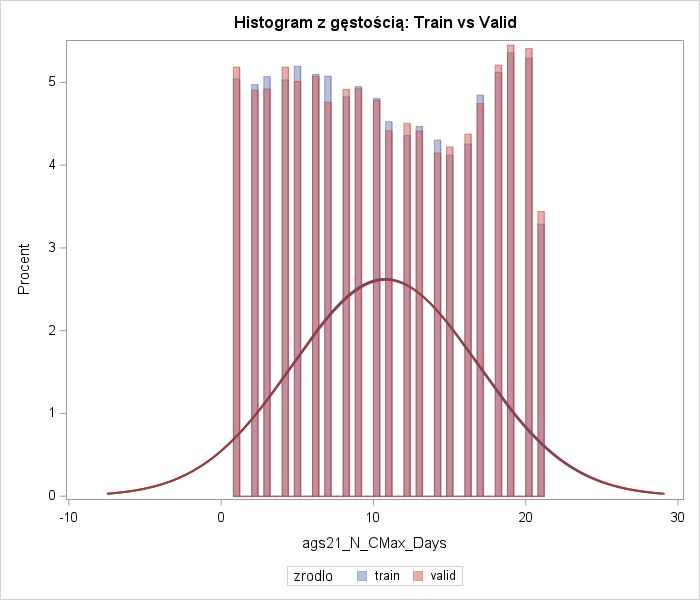 Histogram z gęstością: Train vs Valid
Procent
5
4
3
2
1
0
-10 0 10 20 30
ags21_N_CMax_Days
zrodlo train valid